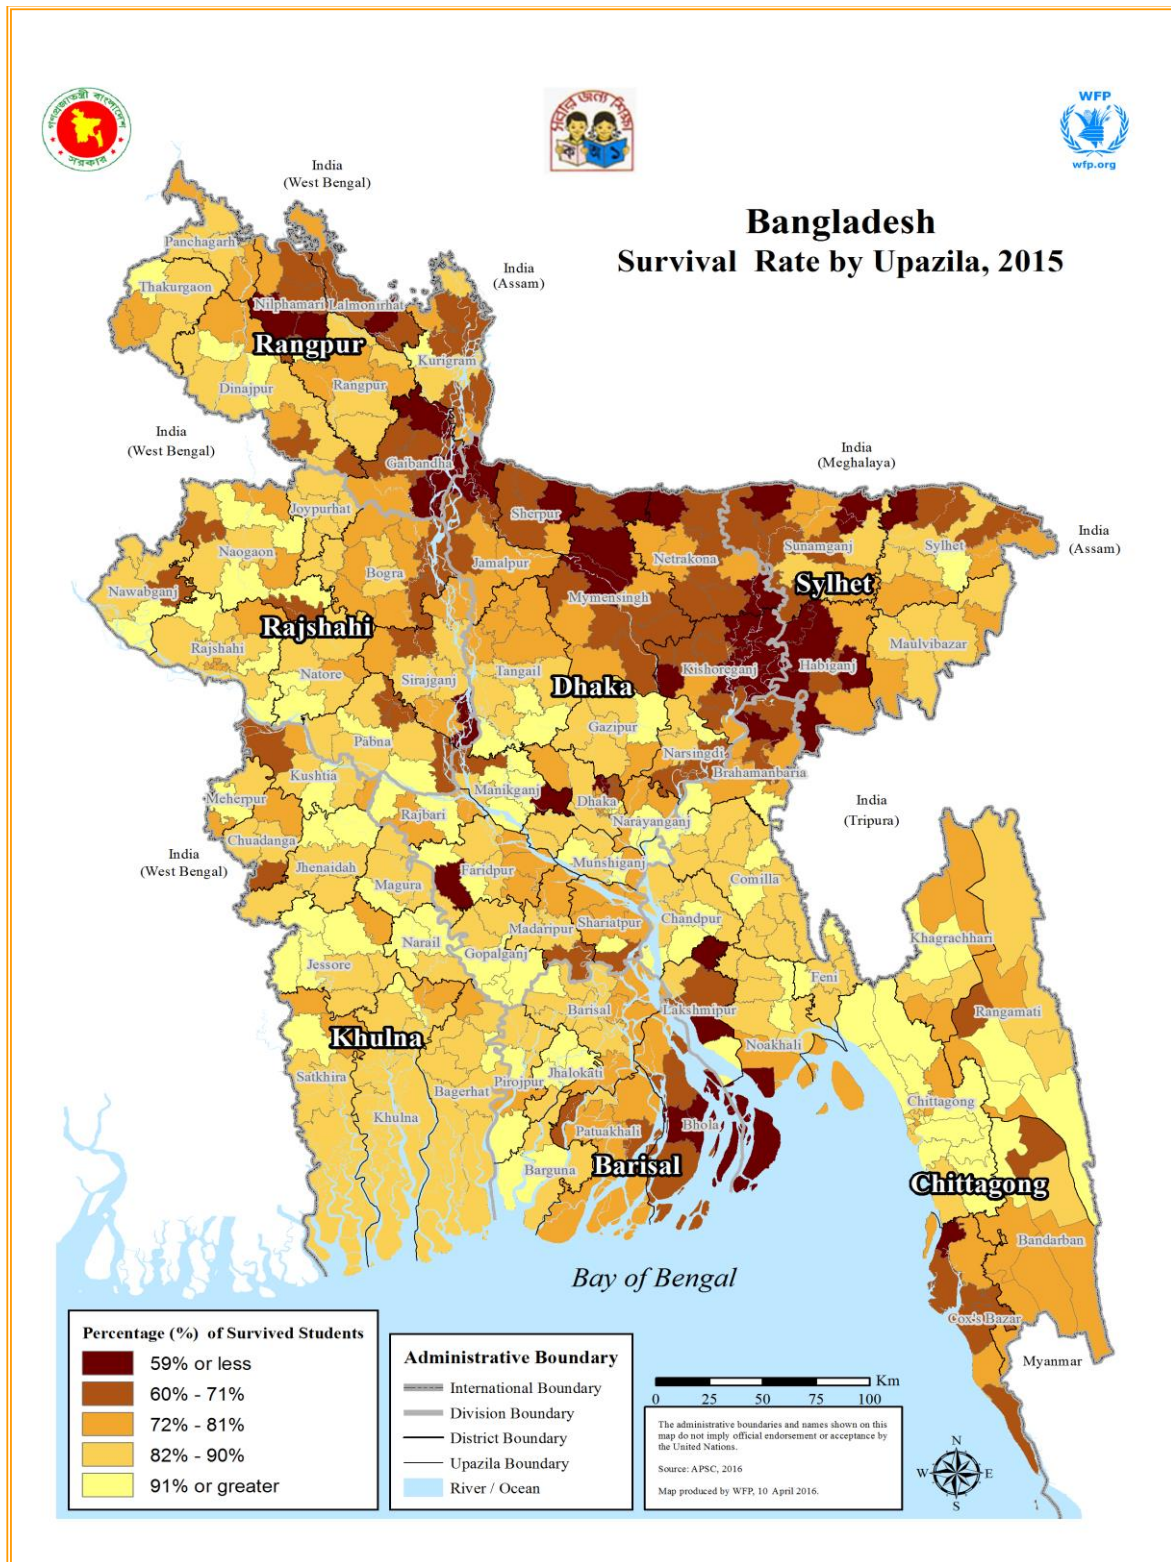 গণপ্রজাতন্ত্রী বাংলাদেশ
সরকার
সবার জন্য শিক্ষা
ক
অ
১
WFP
wfp.org
Bangladesh
Survival Rate by Upazila, 2015
India
(West Bengal)
India
(Assam)
India
(West Bengal)
India
(Meghalaya)
India
(Assam)
India
(Tripura)
India
(West Bengal)
Myanmar
Panchagarh
Thakurgaon
Nilphamari
Lalmonirhat
Rangpur
Kurigram
Dinajpur
Rangpur
Gaibandha
Joypurhat
Sherpur
Naogaon
Bogra
Jamalpur
Netrakona
Sunamganj
Sylhet
Nawabganj
Mymensingh
Sylhet
Rajshahi
Rajshahi
Natore
Sirajganj
Tangail
Dhaka
Kishoreganj
Habiganj
Maulvibazar
Pabna
Gazipur
Narsingdi
Brahamanbaria
Kushtia
Meherpur
Manikganj
Dhaka
Rajbari
Narayanganj
Chuadanga
Jhenaidah
Magura
Faridpur
Munshiganj
Comilla
Narail
Madaripur
Shariatpur
Chandpur
Jessore
Gopalganj
Feni
Khagrachhari
Rangamati
Khulna
Barisal
Lakshmipur
Noakhali
Satkhira
Khulna
Bagerhat
Pirojpur
Jhalokati
Patuakhali
Bhola
Chittagong
Barguna
Barisal
Chittagong
Bandarban
Cox's Bazar
Bay of Bengal
Percentage (%) of Survived Students
59% or less
60% - 71%
72% - 81%
82% - 90%
91% or greater
Administrative Boundary
International Boundary
Division Boundary
District Boundary
Upazila Boundary
River / Ocean
Km
0 25 50 75 100
The administrative boundaries and names shown on this
map do not imply official endorsement or acceptance by
the United Nations.
Source: APSC, 2016
Map produced by WFP, 10 April 2016.
N
W E
S